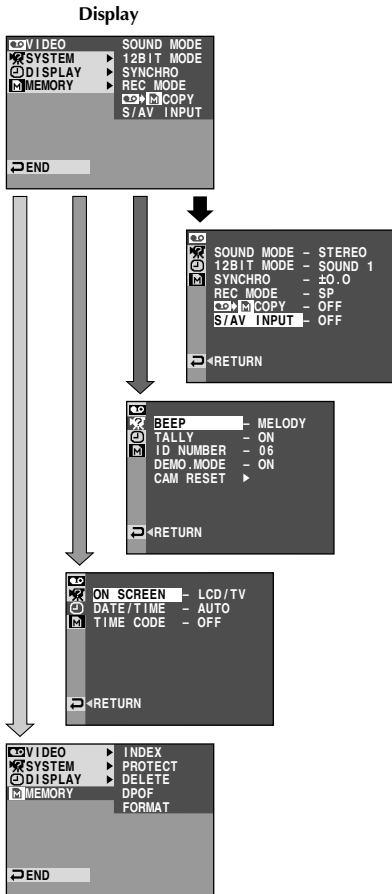 Display
VIDEO SOUND MODE
SYSTEM 12BIT MODE
DISPLAY SYNCHRO
MEMORY REC MODE
M COPY
S/AV INPUT
END
SOUND MODE – STEREO
12BIT MODE – SOUND 1
SYNCHRO – ±0.0
M REC MODE – SP
M COPY – OFF
S/AV INPUT – OFF
RETURN
BEEP – MELODY
TALLY – ON
M ID NUMBER – 06
DEMO.MODE – ON
CAM RESET
RETURN
ON SCREEN – LCD/TV
DATE/TIME – AUTO
M TIME CODE – OFF
RETURN
VIDEO INDEX
SYSTEM PROTECT
DISPLAY DELETE
M MEMORY DPOF
FORMAT
END